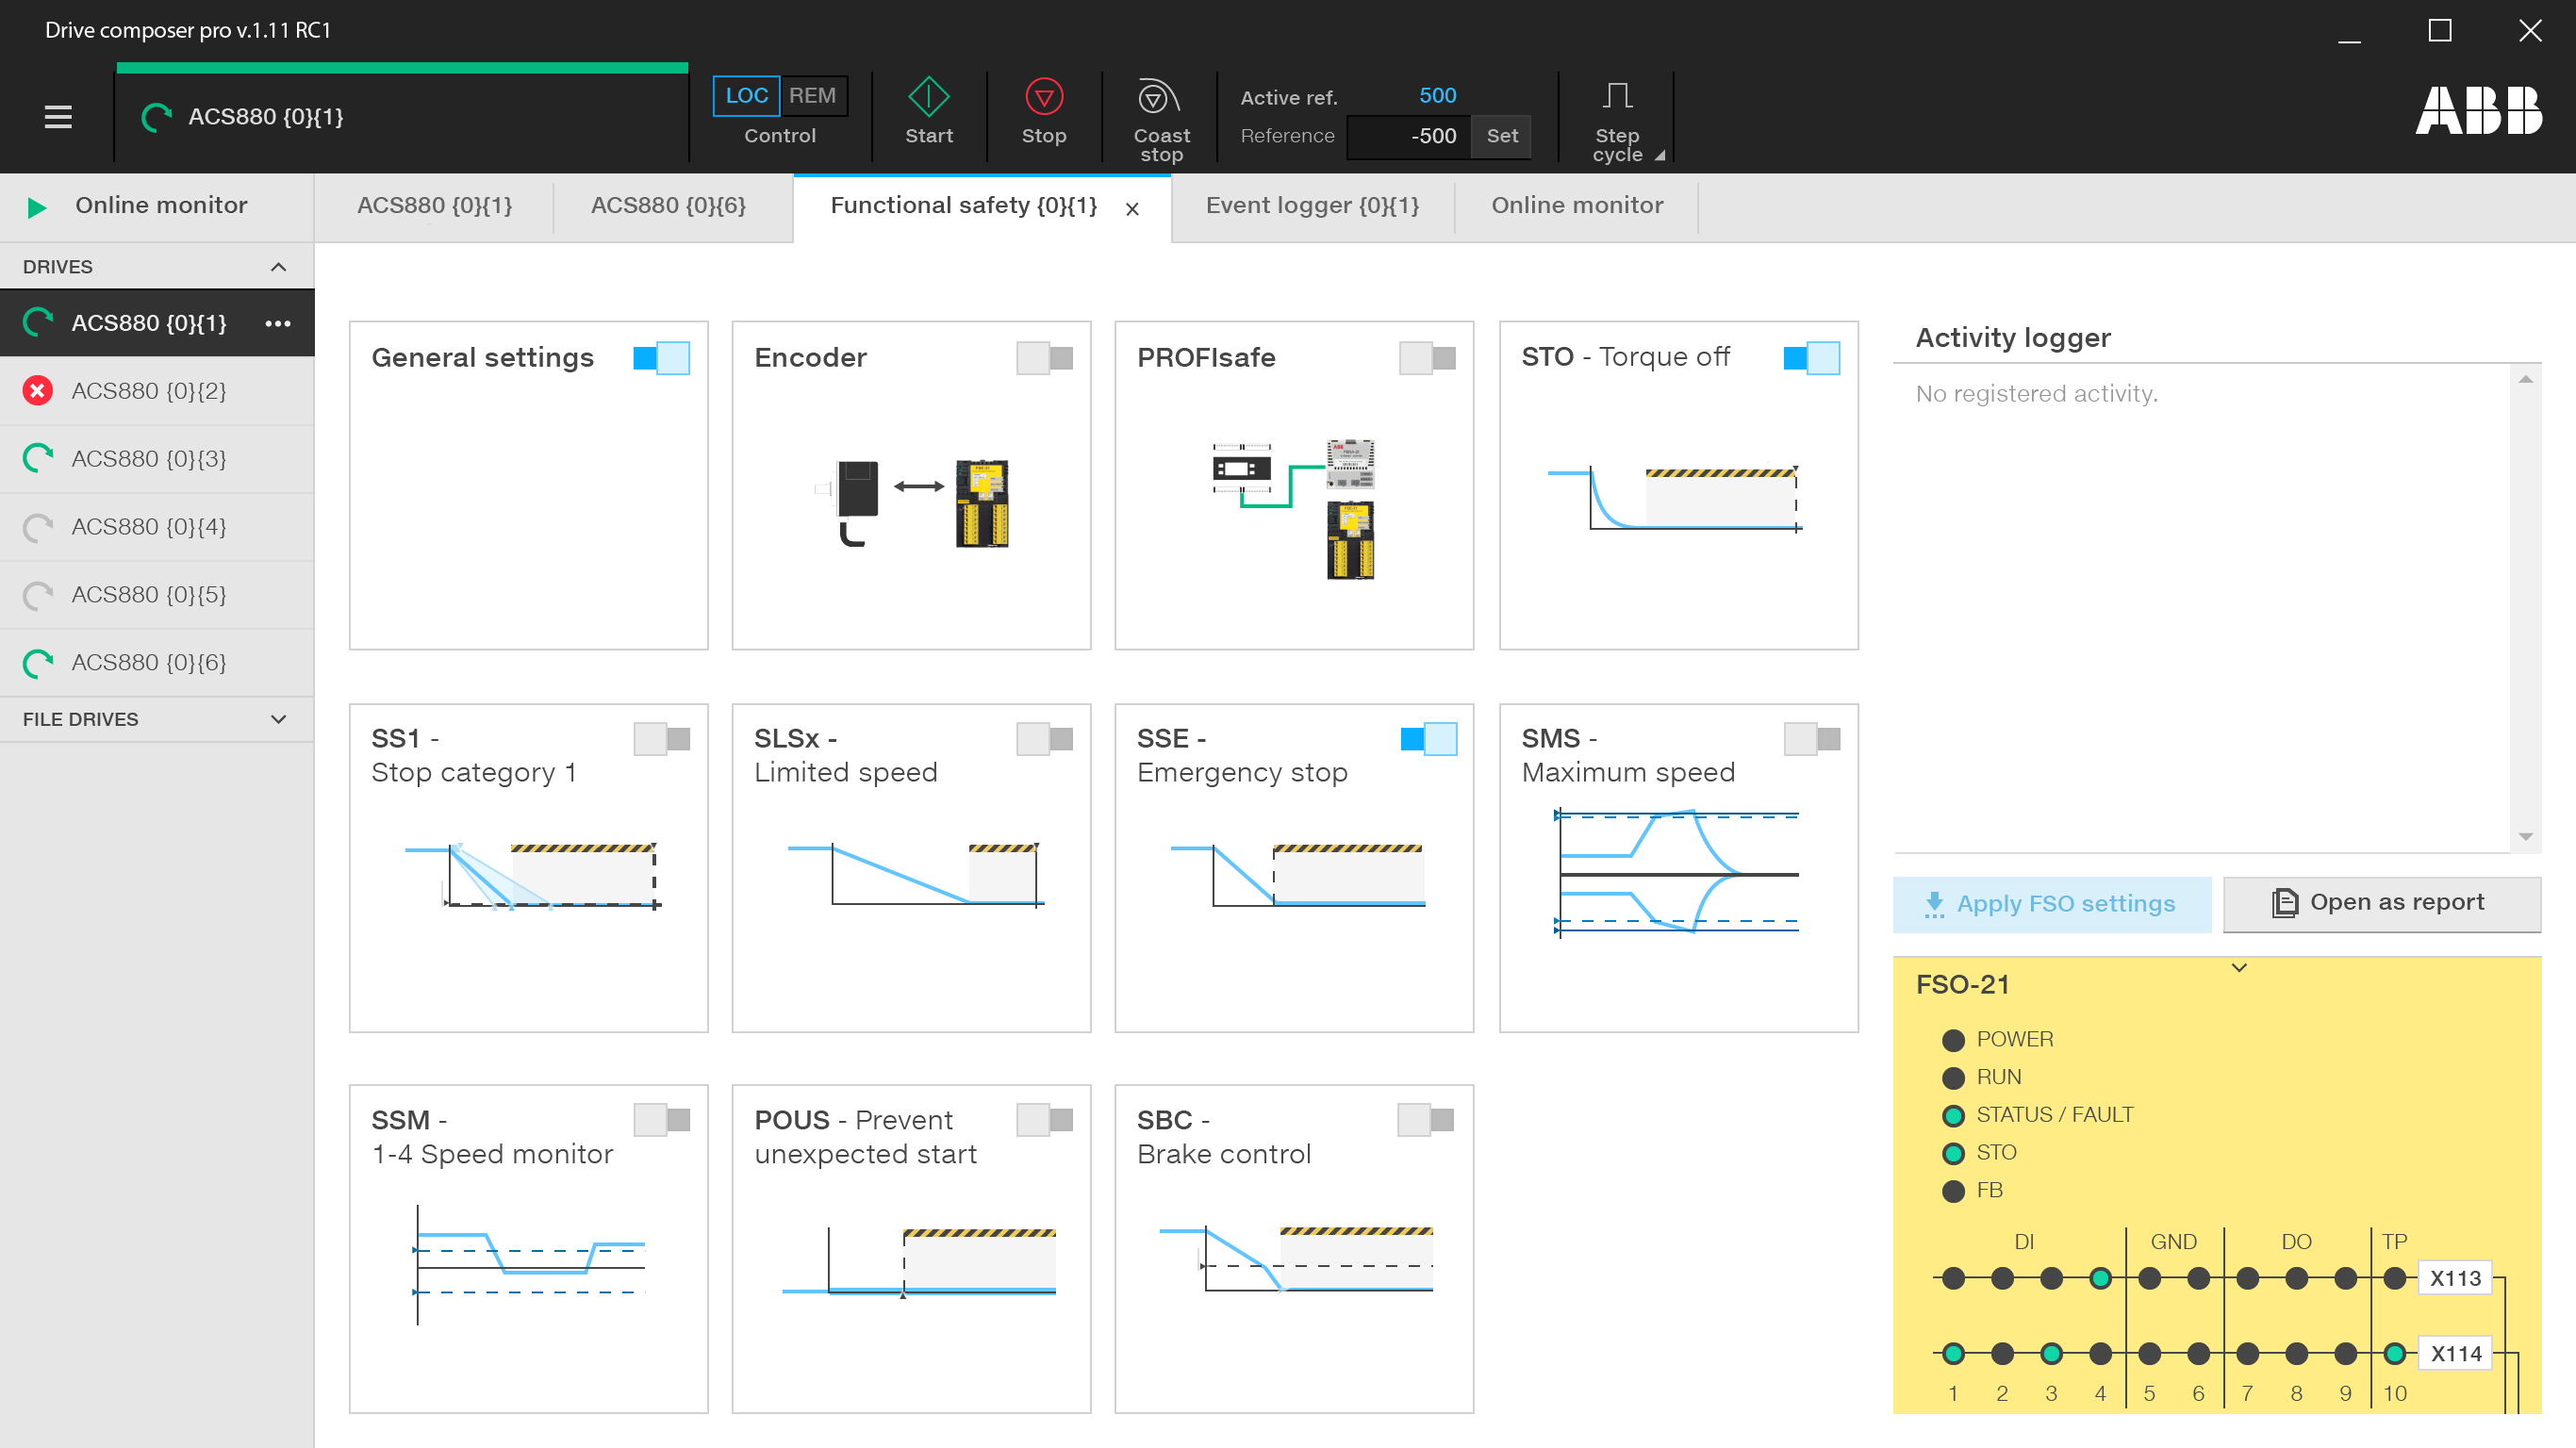 Drive composer pro v.1.11 RC1
ACS880 {0}{1}
LOC REM
Control
Start
Stop
Coast
stop
Active ref. 500
Reference -500 Set
Step
cycle
ABB
Online monitor
ACS880 {0}{1}
ACS880 {0}{6}
Functional safety {0}{1}
Event logger {0}{1}
Online monitor
DRIVES
ACS880 {0}{1}
ACS880 {0}{2}
ACS880 {0}{3}
ACS880 {0}{4}
ACS880 {0}{5}
ACS880 {0}{6}
FILE DRIVES
General settings
Encoder
PROFIsafe
STO - Torque off
SS1 -
Stop category 1
SLSx -
Limited speed
SSE -
Emergency stop
SMS -
Maximum speed
SSM -
1-4 Speed monitor
POUS - Prevent
unexpected start
SBC -
Brake control
Activity logger
No registered activity.
Apply FSO settings
Open as report
FSO-21
POWER
RUN
STATUS / FAULT
STO
FB
DI GND DO TP
X113
X114
1 2 3 4 5 6 7 8 9 10